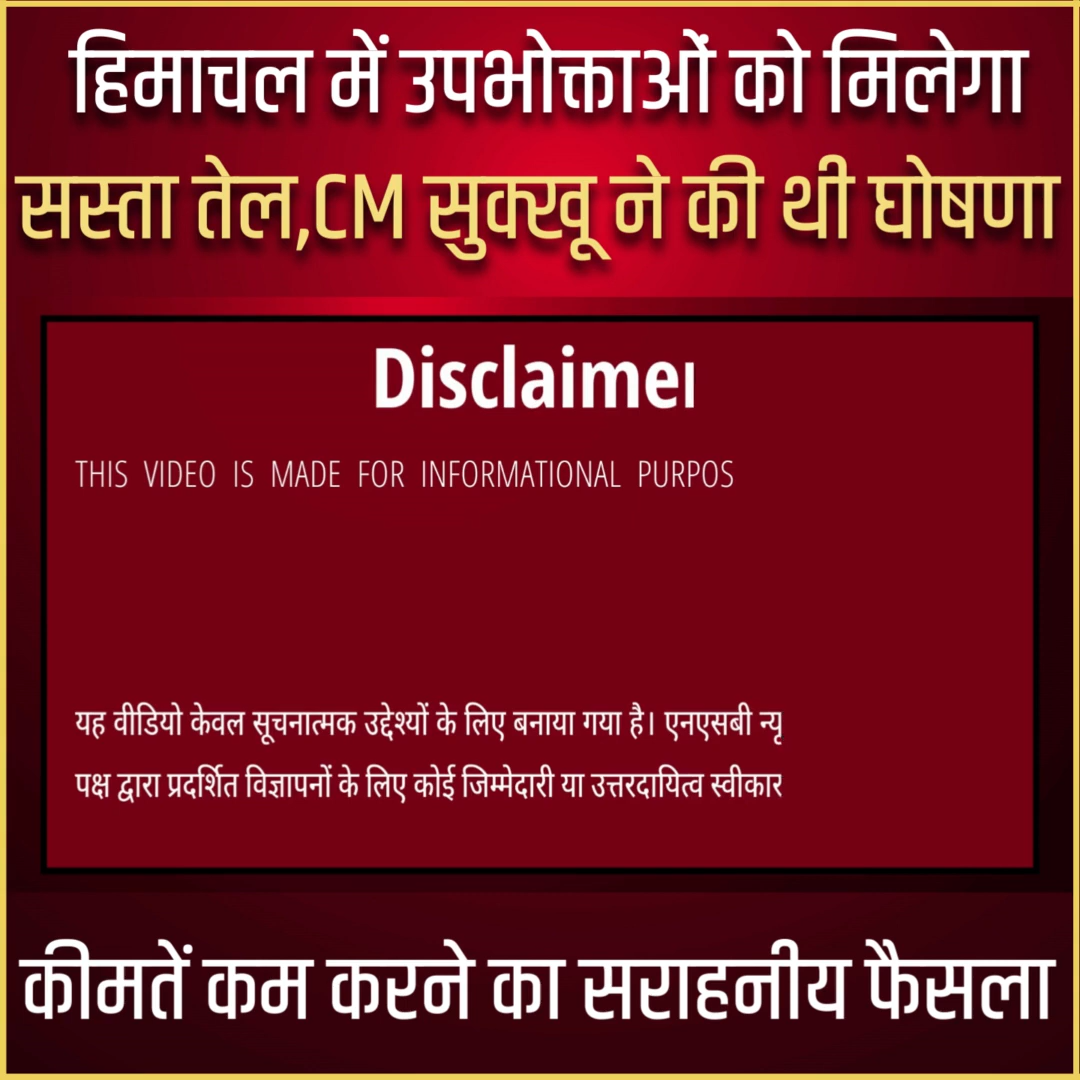 हिमाचल में उपभोक्ताओं को मिलेगा
सस्ता तेल,CM सुक्खू ने की थी घोषणा
Disclaime
THIS VIDEO IS MADE FOR INFORMATIONAL PURPOS
यह वीडियो केवल सूचनात्मक उद्देश्यों के लिए बनाया गया है। एनएसबी न्यू
पक्ष द्वारा प्रदर्शित विज्ञापनों के लिए कोई जिम्मेदारी या उत्तरदायित्व स्वीकार
कीमतें कम करने का सराहनीय फैसला